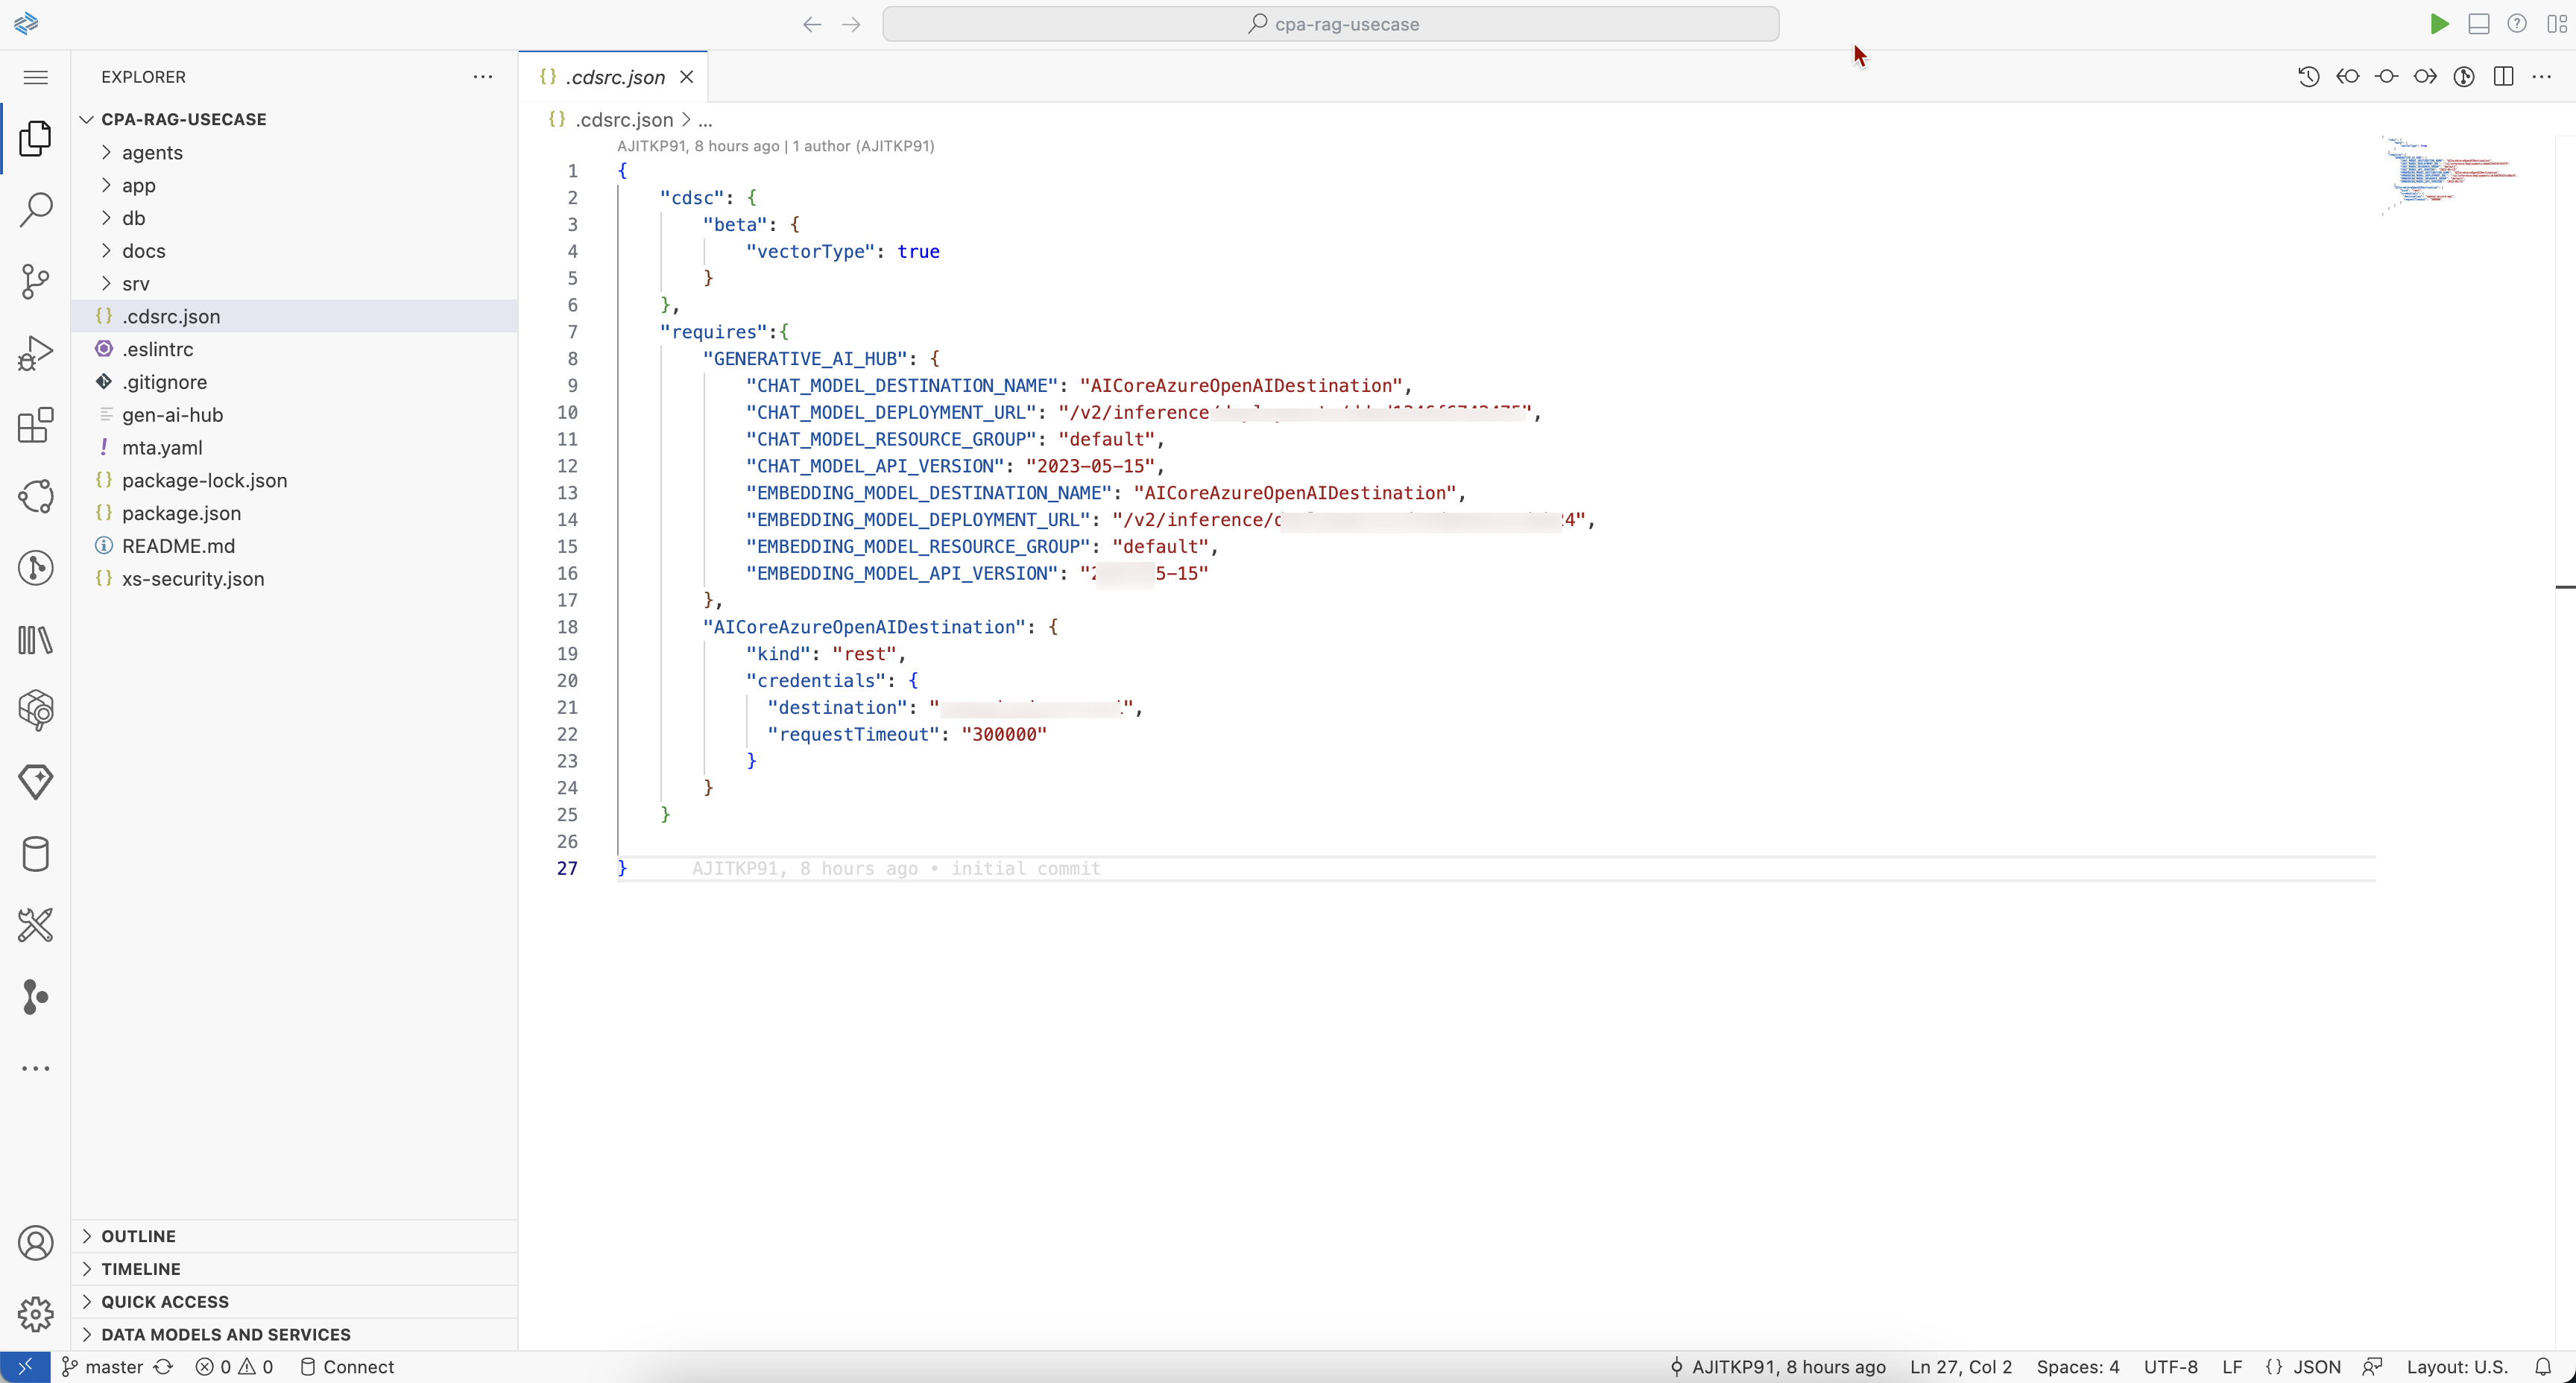 cpa-rag-usecase
EXPLORER
CPA-RAG-USECASE
agents
app
db
docs
srv
.cdsrc.json
.eslintrc
.gitignore
gen-ai-hub
mta.yaml
package-lock.json
package.json
README.md
xs-security.json
OUTLINE
TIMELINE
QUICK ACCESS
DATA MODELS AND SERVICES
.cdsrc.json
.cdsrc.json > ...
AJITKP91, 8 hours ago | 1 author (AJITKP91)
1 {
2 "cdsc": {
3 "beta": {
4 "vectorType": true
5 }
6 },
7 "requires":{
8 "GENERATIVE_AI_HUB": {
9 "CHAT_MODEL_DESTINATION_NAME": "AICoreAzureOpenAIDestination",
10 "CHAT_MODEL_DEPLOYMENT_URL": "/v2/inference ",
11 "CHAT_MODEL_RESOURCE_GROUP": "default",
12 "CHAT_MODEL_API_VERSION": "2023-05-15",
13 "EMBEDDING_MODEL_DESTINATION_NAME": "AICoreAzureOpenAIDestination",
14 "EMBEDDING_MODEL_DEPLOYMENT_URL": "/v2/inference/ 4",
15 "EMBEDDING_MODEL_RESOURCE_GROUP": "default",
16 "EMBEDDING_MODEL_API_VERSION": " 5-15"
17 },
18 "AICoreAzureOpenAIDestination": {
19 "kind": "rest",
20 "credentials": {
21 "destination": " ",
22 "requestTimeout": "300000"
23 }
24 }
25 }
26
27 } AJITKP91, 8 hours ago • initial commit
master 0 0 Connect AJITKP91, 8 hours ago Ln 27, Col 2 Spaces: 4 UTF-8 LF {} JSON Layout: U.S.